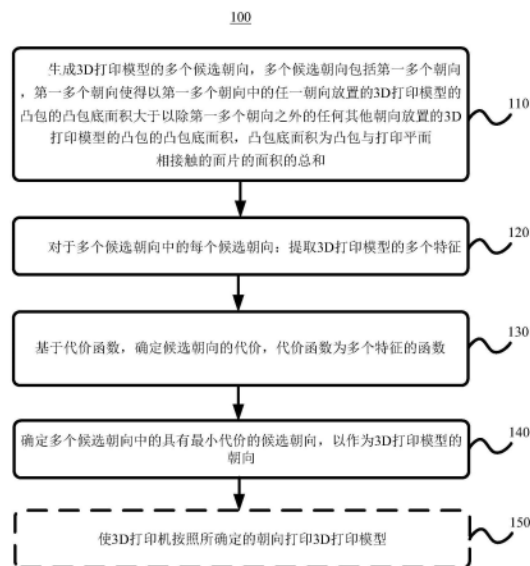 100
生成3D打印模型的多个候选朝向，多个候选朝向包括第一多个朝向
，第一多个朝向使得以第一多个朝向中的任一朝向放置的3D打印模型的
凸包的凸包底面积大于以除第一多个朝向之外的任何其他朝向放置的3D
打印模型的凸包的凸包底面积，凸包底面积为凸包与打印平面
相接触的面片的面积的总和
110
对于多个候选朝向中的每个候选朝向：提取3D打印模型的多个特征
120
基于代价函数，确定候选朝向的代价，代价函数为多个特征的函数
130
确定多个候选朝向中的具有最小代价的候选朝向，以作为3D打印模型的
朝向
140
使3D打印机按照所确定的朝向打印3D打印模型
150